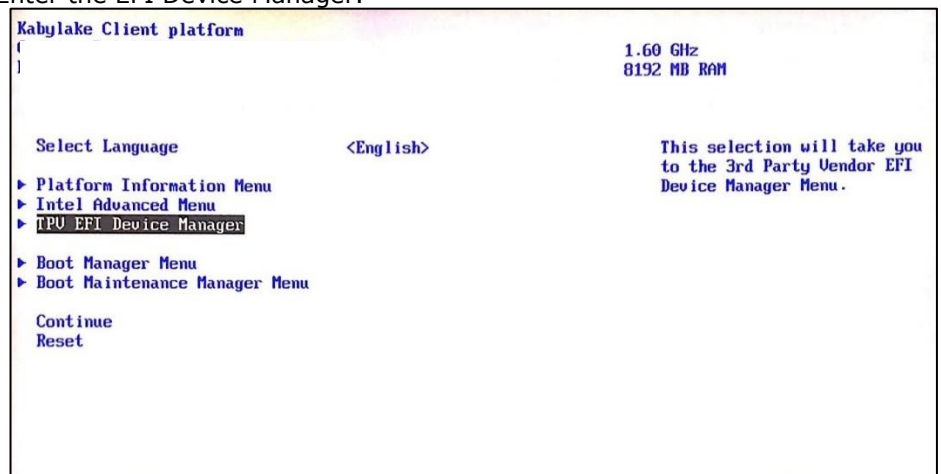 Enter the EFI Device Manager.
Kabylake Client platform
1.60 GHz
8192 MB RAM
Select Language <English>
This selection will take you
to the 3rd Party Vendor EFI
Device Manager Menu.
▶ Platform Information Menu
▶ Intel Advanced Menu
▶ TPV EFI Device Manager
▶ Boot Manager Menu
▶ Boot Maintenance Manager Menu
Continue
Reset